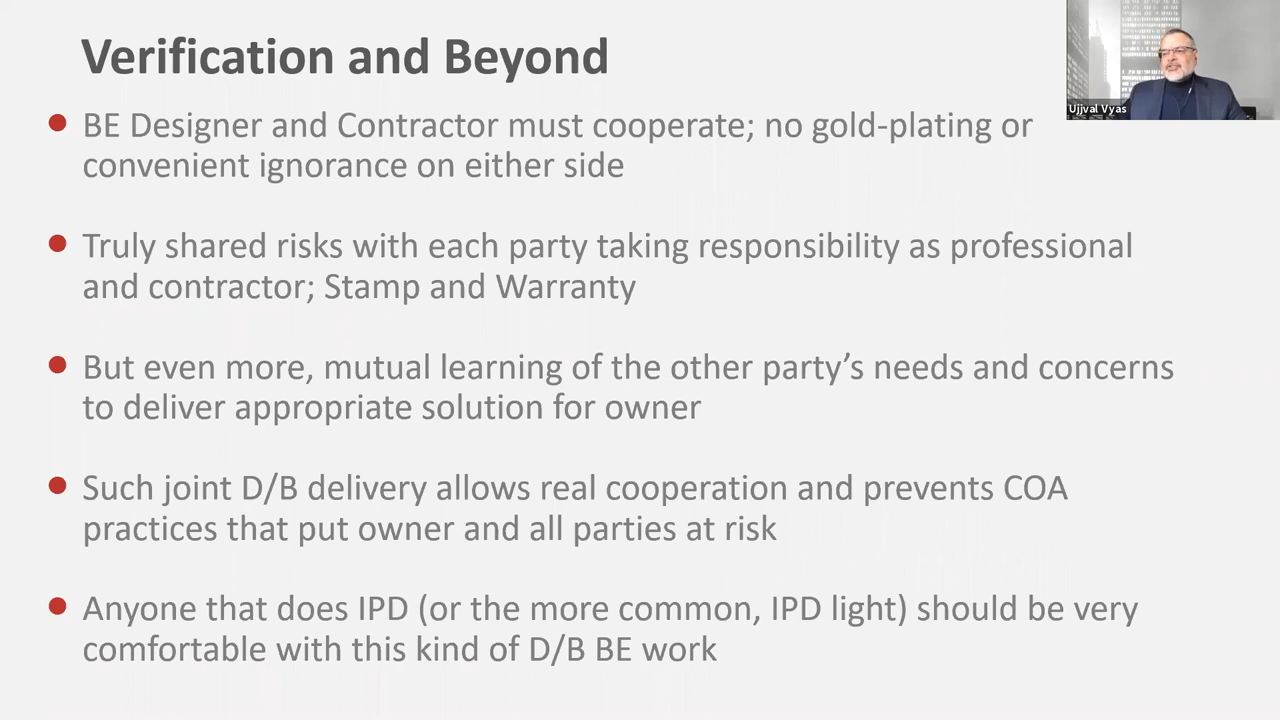 Verification and Beyond
Ujjval Vyas
BE Designer and Contractor must cooperate; no gold-plating or
convenient ignorance on either side
Truly shared risks with each party taking responsibility as professional
and contractor; Stamp and Warranty
But even more, mutual learning of the other party’s needs and concerns
to deliver appropriate solution for owner
Such joint D/B delivery allows real cooperation and prevents COA
practices that put owner and all parties at risk
Anyone that does IPD (or the more common, IPD light) should be very
comfortable with this kind of D/B BE work